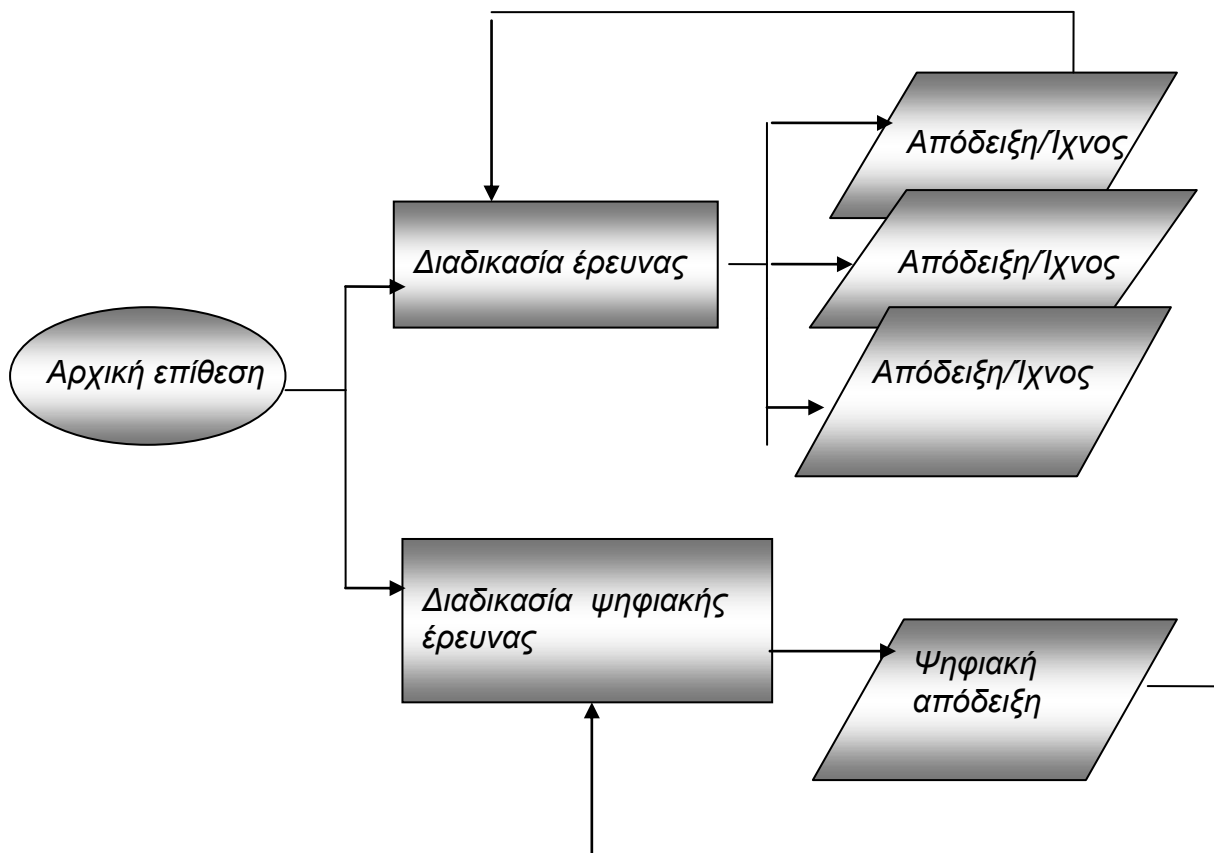 Απόδειξη/Ίχνος
Διαδικασία έρευνας
Απόδειξη/Ίχνος
Αρχική επίθεση
Απόδειξη/Ίχνος
Διαδικασία ψηφιακής
έρευνας
Ψηφιακή
απόδειξη